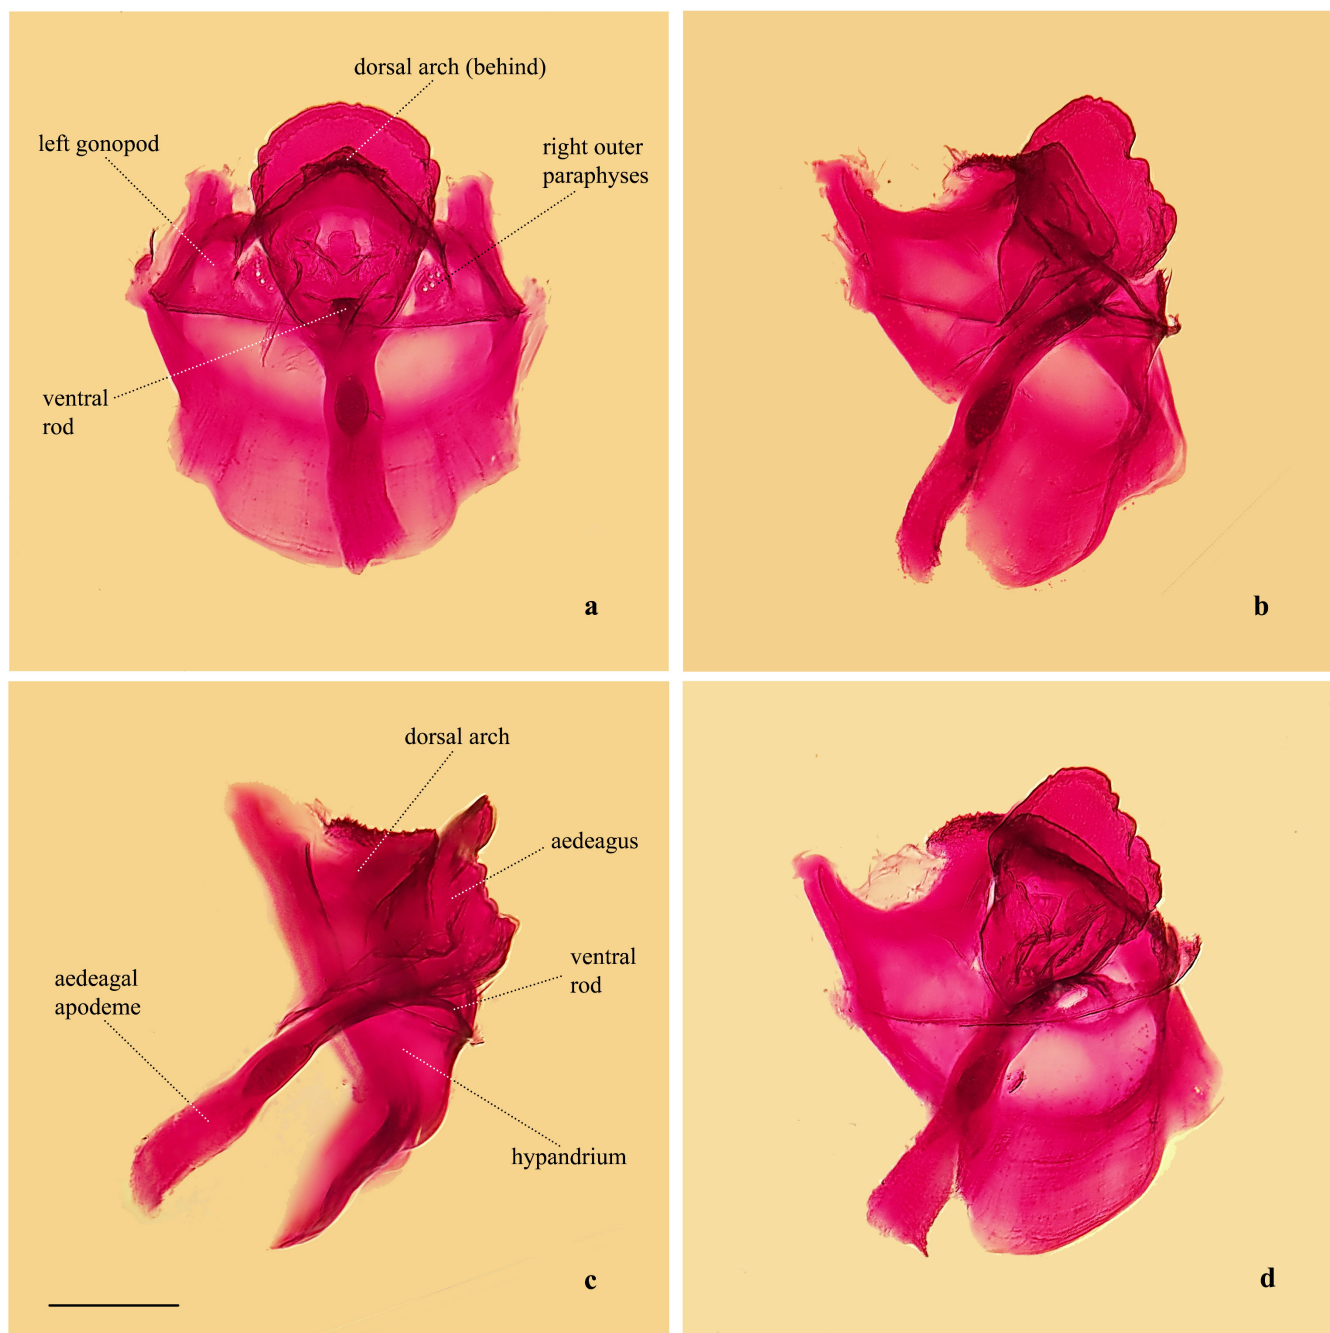 dorsal arch (behind)
left gonopod
right outer
paraphyses
ventral
rod
a
b
dorsal arch
aedeagus
ventral
rod
aedeagal
apodeme
hypandrium
c
d